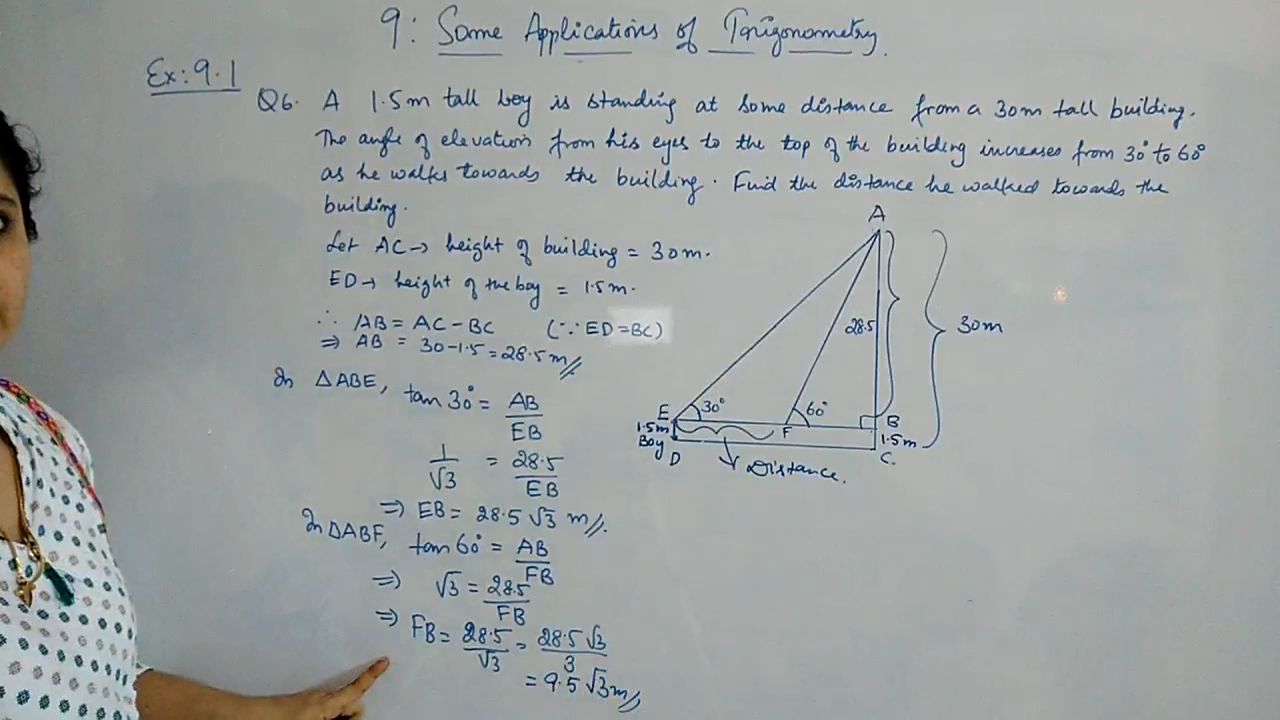 9: Some Applications of Trigonometry.
Ex: 9.1
Q6. A 1.5m tall boy is standing at some distance from a 30m tall building.
The angle of elevation from his eyes to the top of the building increases from 30° to 60°
as he walks towards the building. Find the distance he walked towards the
building.
Let AC → height of building = 30m.
ED → height of the boy = 1.5m.
∴ AB = AC - BC (∵ ED = BC)
⇒ AB = 30 - 1.5 = 28.5m//
In △ABE, tan 30° = AB/EB
1/√3 = 28.5/EB
⇒ EB = 28.5√3 m//.
In △ABF, tan 60° = AB/FB
⇒ √3 = 28.5/FB
⇒ FB = 28.5/√3 = 28.5√3/3
= 9.5√3m//
A
28.5
30m
E 30° 60° B
1.5m F 1.5m
Boy D C.
Distance.